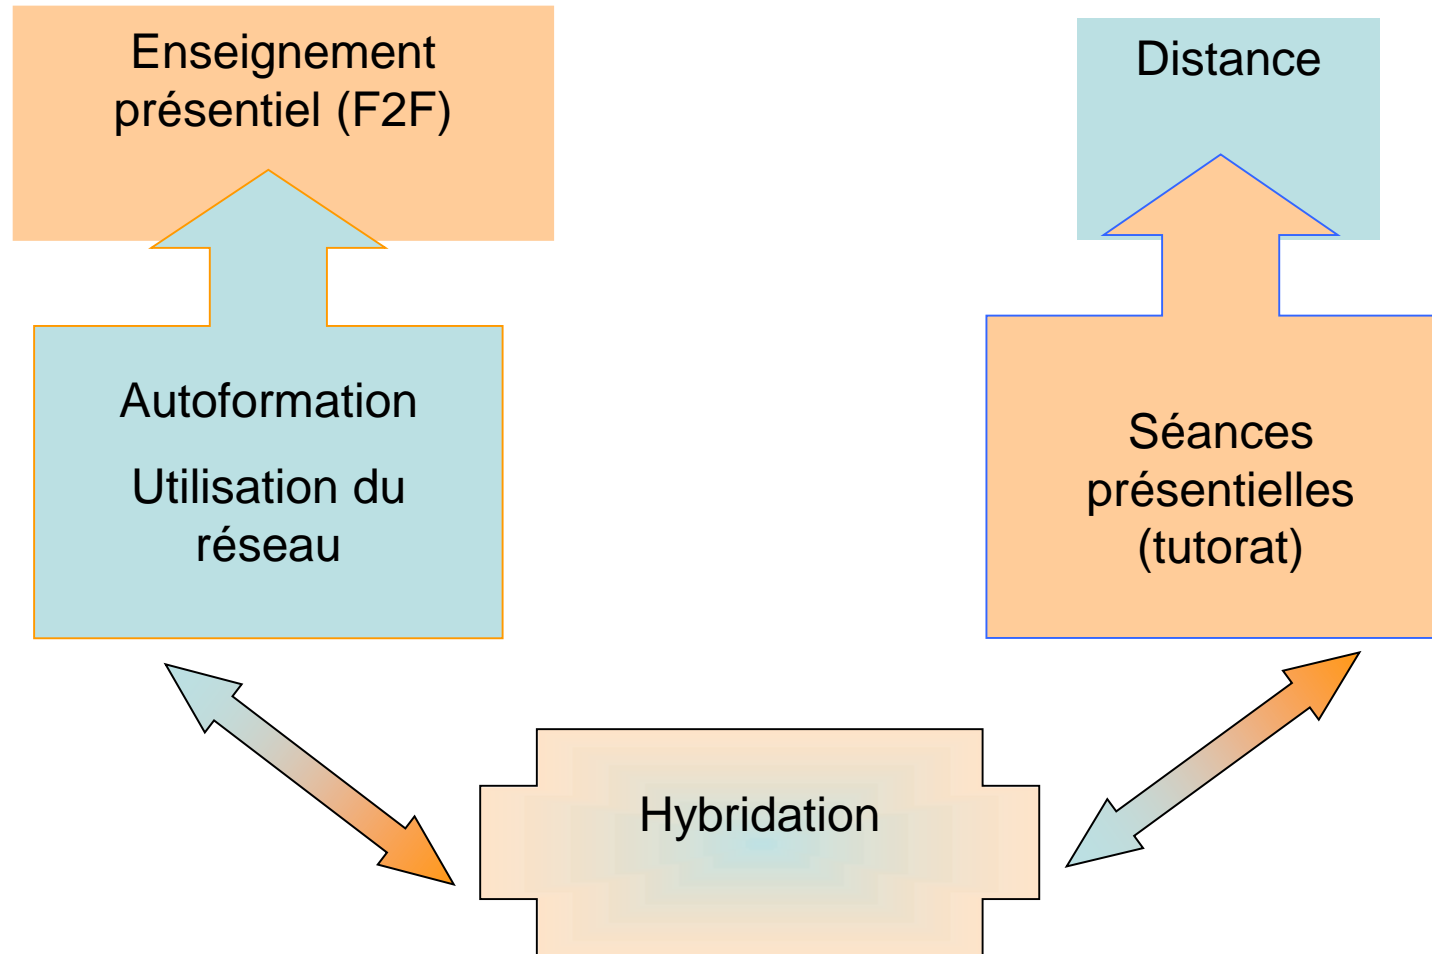 Enseignement
présentiel (F2F)
Distance
Autoformation
Utilisation du
réseau
Séances
présentielles
(tutorat)
Hybridation